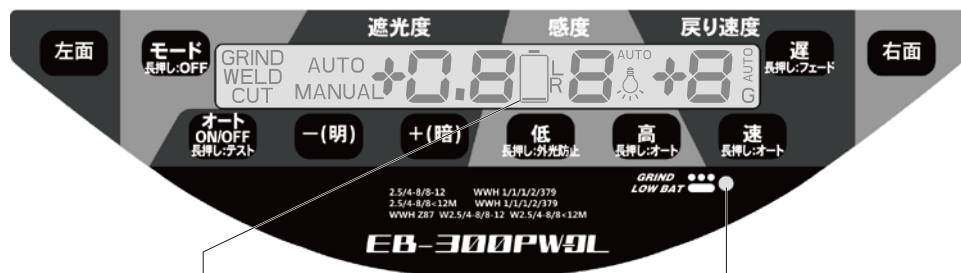 遮光度 感度 戻り速度
左面
モード
長押し:OFF
GRIND
WELD
CUT
AUTO
MANUAL
+0.8
L
R
8
AUTO
+8
AUTO
G
遅
長押し:フェード
右面
オート
ON/OFF
長押し:テスト
−(明)
+(暗)
低
長押し:外光防止
高
長押し:オート
速
長押し:オート
GRIND
LOW BAT
2.5/4-8/8-12 WWH 1/1/1/2/379
2.5/4-8/8<12M WWH 1/1/1/2/379
WWH Z87 W2.5/4-8/8-12 W2.5/4-8/8<12M
EB-300PWGL